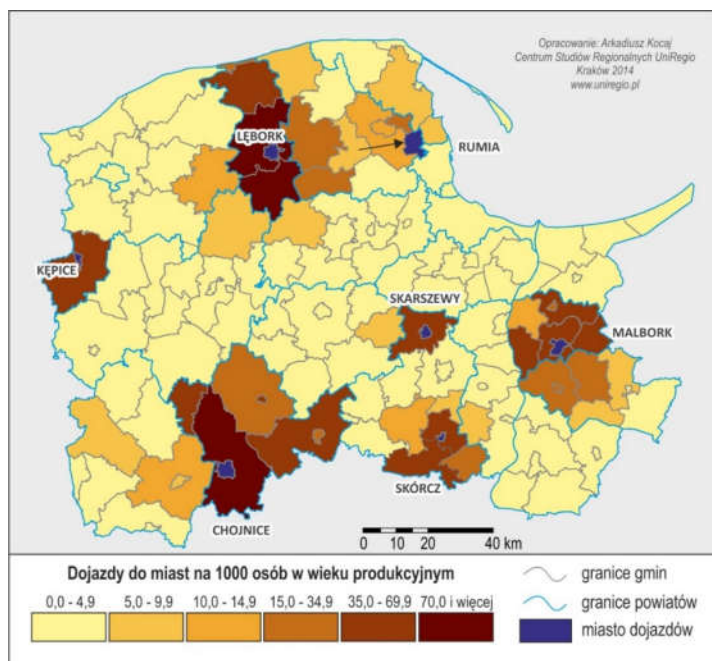 Opracowanie: Arkadiusz Kocaj
Centrum Studiów Regionalnych UniRegio
Kraków 2014
www.uniregio.pl
LĘBORK
RUMIA
KĘPICE
SKARSZEWY
MALBORK
SKÓRCZ
CHOJNICE
0 10 20 40 km
Dojazdy do miast na 1000 osób w wieku produkcyjnym
0,0 - 4,9 5,0 - 9,9 10,0 - 14,9 15,0 - 34,9 35,0 - 69,9 70,0 i więcej
granice gmin
granice powiatów
miasto dojazdów